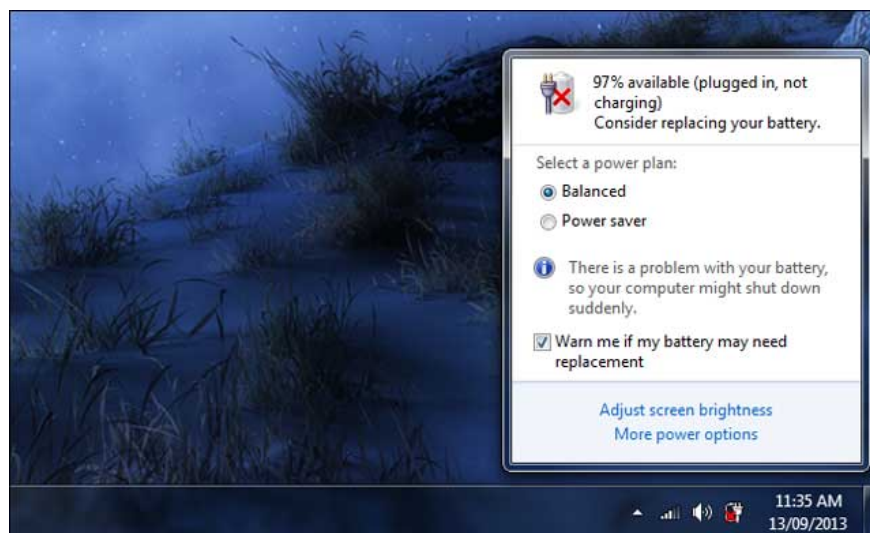 97% available (plugged in, not
charging)
Consider replacing your battery.
Select a power plan:
Balanced
Power saver
There is a problem with your battery,
so your computer might shut down
suddenly.
Warn me if my battery may need
replacement
Adjust screen brightness
More power options
11:35 AM
13/09/2013